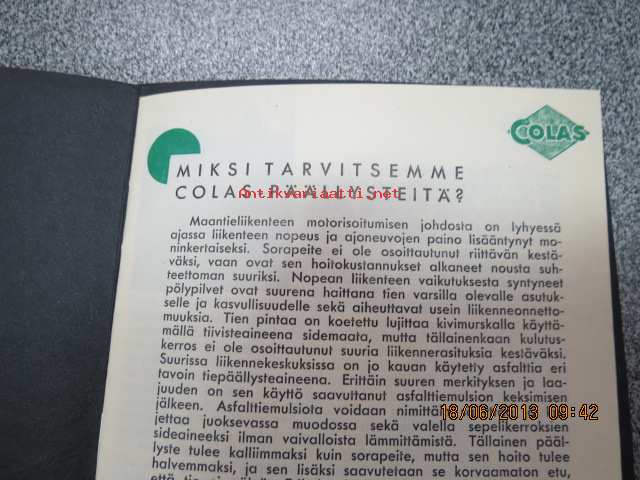 COLAS
MIKSI TARVITSEMME
COLAS-PÄÄLLYSTEITÄ?
Antikvariaatti.net
Maantieliikenteen motorisoitumisen johdosta on lyhyessä
ajassa liikenteen nopeus ja ajoneuvojen paino lisääntynyt mo-
ninkertaiseksi. Sorapeite ei ole osoittautunut riittävän kestä-
väksi, vaan ovat sen hoitokustannukset alkaneet nousta suh-
teettoman suuriksi. Nopean liikenteen vaikutuksesta syntyneet
pölypilvet ovat suurena haittana tien varsilla olevalle asutuk-
selle ja kasvullisuudelle sekä aiheuttavat usein liikenneonnetto-
muuksia. Tien pintaa on koetettu lujittaa kivimurskalla käyttä-
mällä tiivisteaineena sidemaata, mutta tällainenkaan kulutus-
kerros ei ole osoittautunut suuria liikennerasituksia kestäväksi.
Suurissa liikennekeskuksissa on jo kauan käytetty asfalttia eri
tavoin tiepäällysteaineena. Erittäin suuren merkityksen ja laa-
juuden on sen käyttö saavuttanut asfaltiemulsion keksimisen
jälkeen. Asfaltiemulsiota voidaan nimittäin
jettaa juoksevassa muodossa sekä valella sepelikerroksien
sideaineeksi ilman vaivalloista lämmittämistä. Tällainen pääl-
lyste tulee kalliimmaksi kuin sorapeite, mutta sen hoito tulee
halvemmaksi, ja sen lisäksi saavutetaan se korvaamaton etu,
18/06/2013 09:42